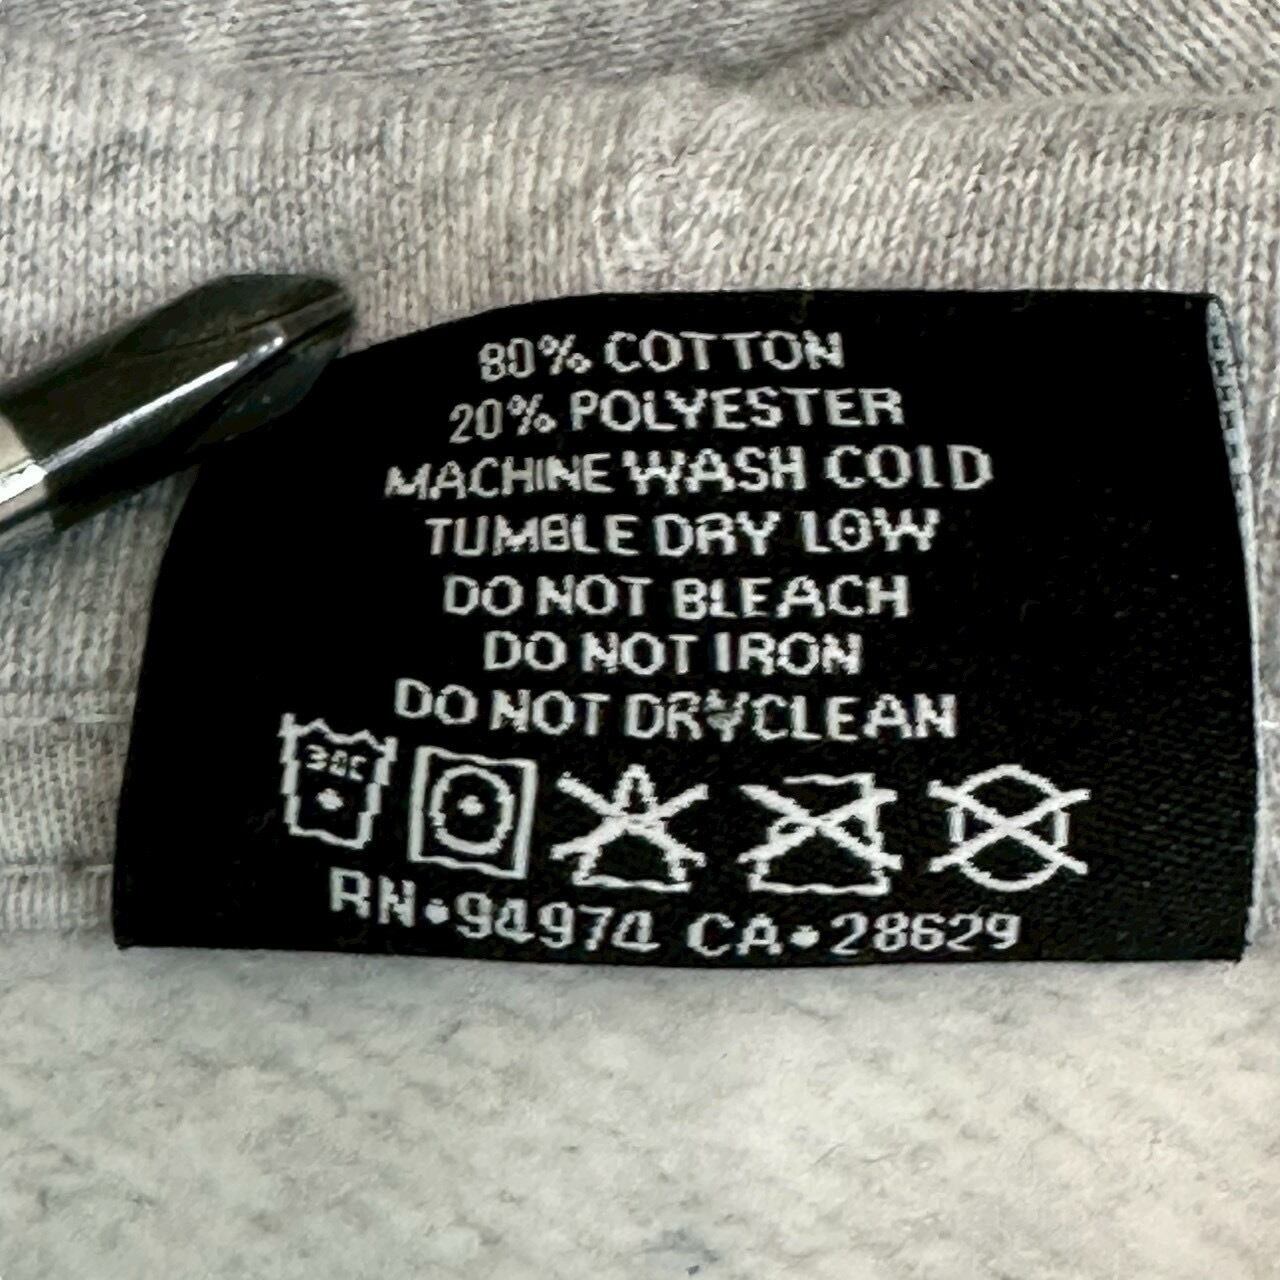 80% COTTON
20% POLYESTER
MACHINE WASH COLD
TUMBLE DRY LOW
DO NOT BLEACH
DO NOT IRON
DO NOT DRYCLEAN
30C
RN•94974 CA•28629